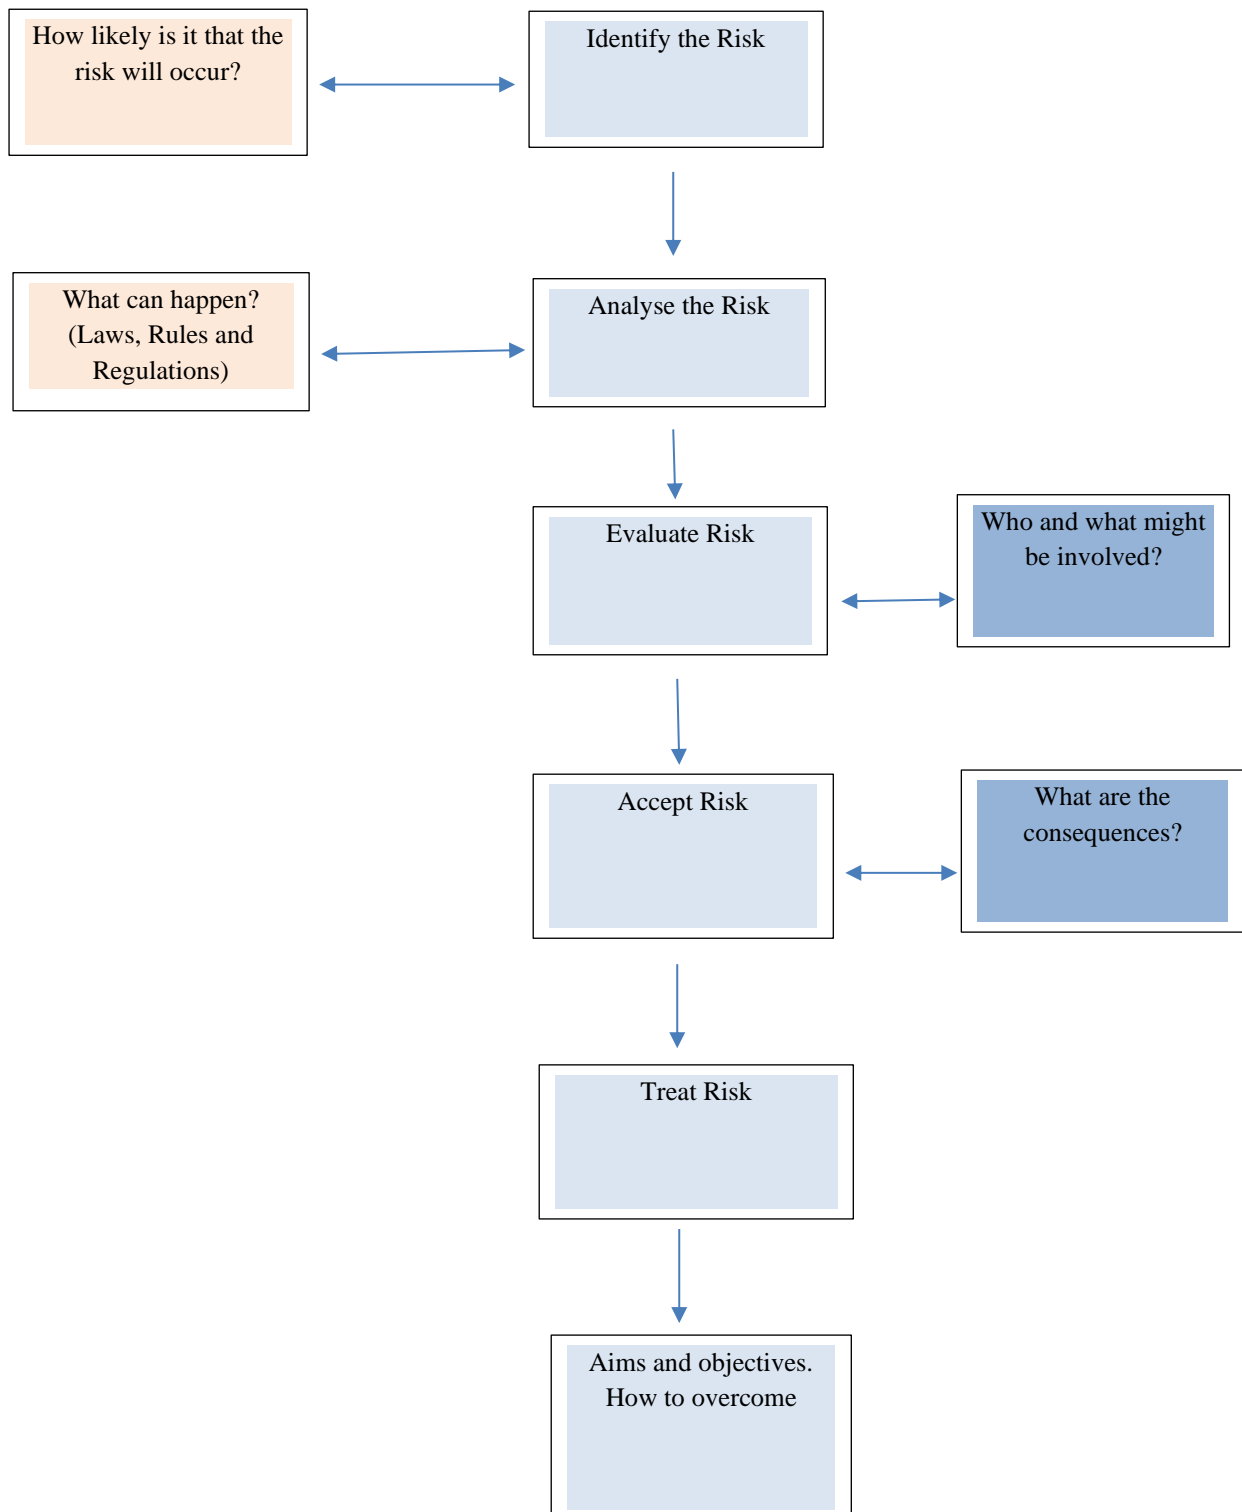 How likely is it that the
risk will occur?
Identify the Risk
What can happen?
(Laws, Rules and
Regulations)
Analyse the Risk
Evaluate Risk
Who and what might
be involved?
Accept Risk
What are the
consequences?
Treat Risk
Aims and objectives.
How to overcome